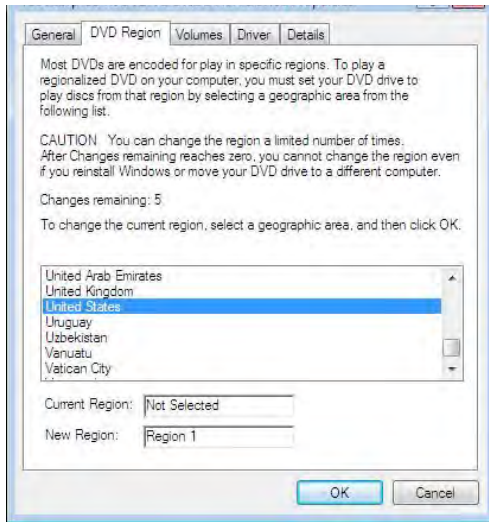 General DVD Region Volumes Driver Details
Most DVDs are encoded for play in specific regions. To play a
regionalized DVD on your computer, you must set your DVD drive to
play discs from that region by selecting a geographic area from the
following list.
CAUTION You can change the region a limited number of times.
After Changes remaining reaches zero, you cannot change the region even
if you reinstall Windows or move your DVD drive to a different computer.
Changes remaining: 5
To change the current region, select a geographic area, and then click OK.
United Arab Emirates
United Kingdom
United States
Uruguay
Uzbekistan
Vanuatu
Vatican City
Current Region: Not Selected
New Region: Region 1
OK Cancel